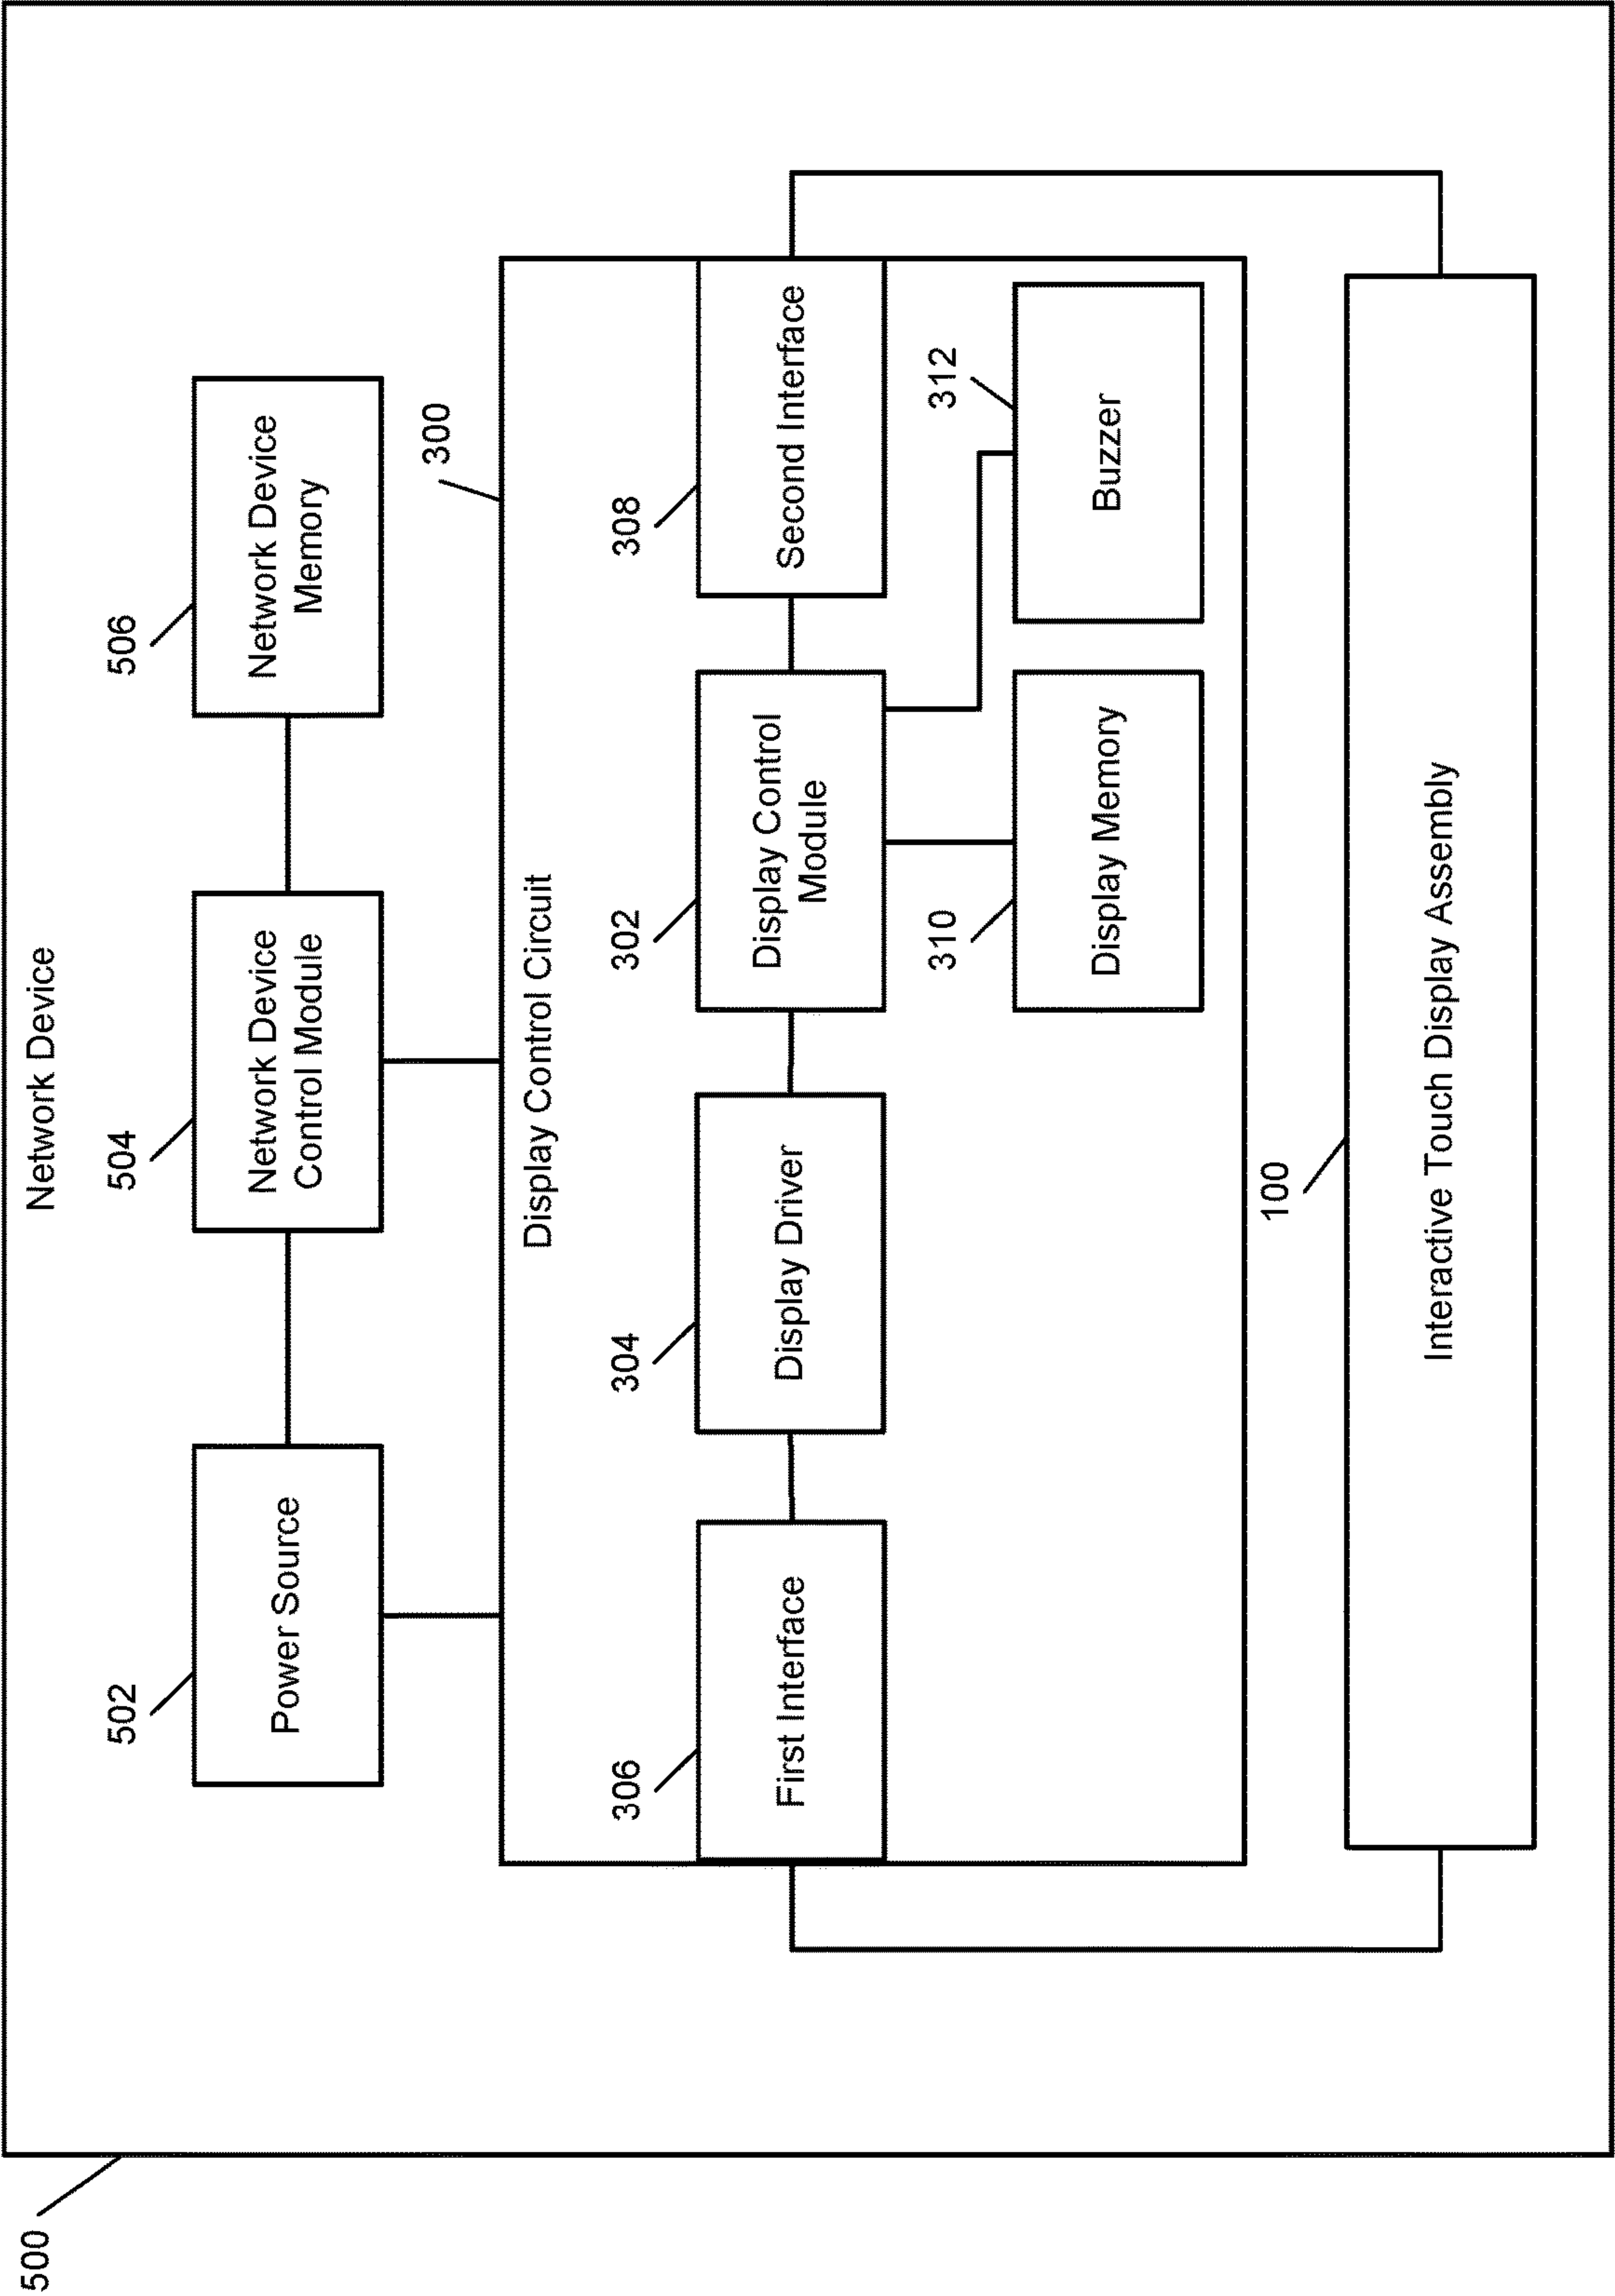 500
Network Device
502
504
506
Power Source
Network Device
Control Module
Network Device
Memory
300
Display Control Circuit
306
304
302
308
First Interface
Display Driver
Display Control
Module
Second Interface
310
312
Display Memory
Buzzer
100
Interactive Touch Display Assembly